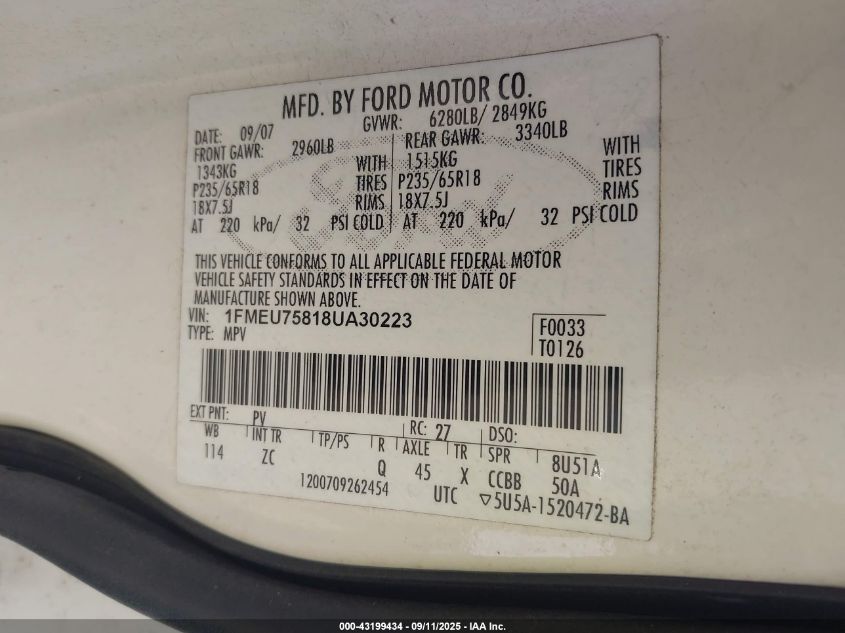 MFD. BY FORD MOTOR CO.
DATE: 09/07 GVWR: 6280LB/ 2849KG
FRONT GAWR: 2960LB REAR GAWR: 3340LB
1343KG WITH 1515KG WITH
P235/65R18 TIRES P235/65R18 TIRES
18X7.5J RIMS 18X7.5J RIMS
AT 220 kPa/ 32 PSI COLD AT 220 kPa/ 32 PSI COLD
THIS VEHICLE CONFORMS TO ALL APPLICABLE FEDERAL MOTOR
VEHICLE SAFETY STANDARDS IN EFFECT ON THE DATE OF
MANUFACTURE SHOWN ABOVE.
VIN: 1FMEU75818UA30223 F0033
TYPE: MPV T0126
EXT PNT: PV RC: 27 DSO:
WB INT TR TP/PS R AXLE TR SPR 8U51A
114 ZC Q 45 X CCBB 50A
1200709262454 UTC ▽5U5A-1520472-BA
000-43199434 - 09/11/2025 - IAA Inc.